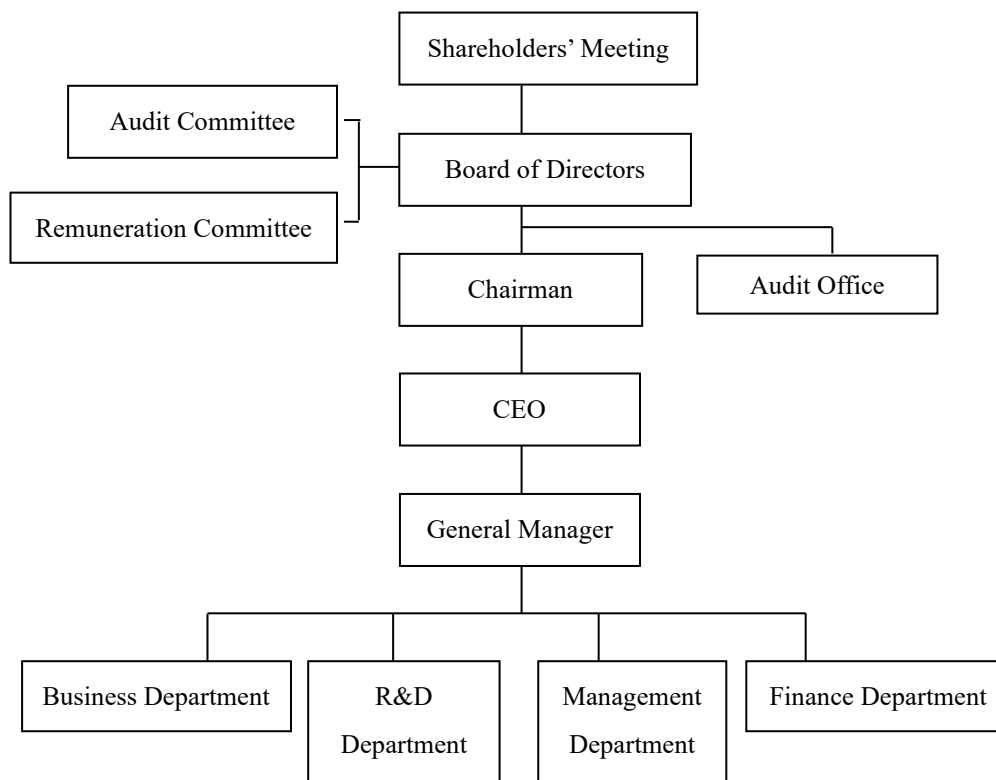 Shareholders’ Meeting
Audit Committee
Board of Directors
Remuneration Committee
Chairman
Audit Office
CEO
General Manager
Business Department
R&D
Department
Management
Department
Finance Department